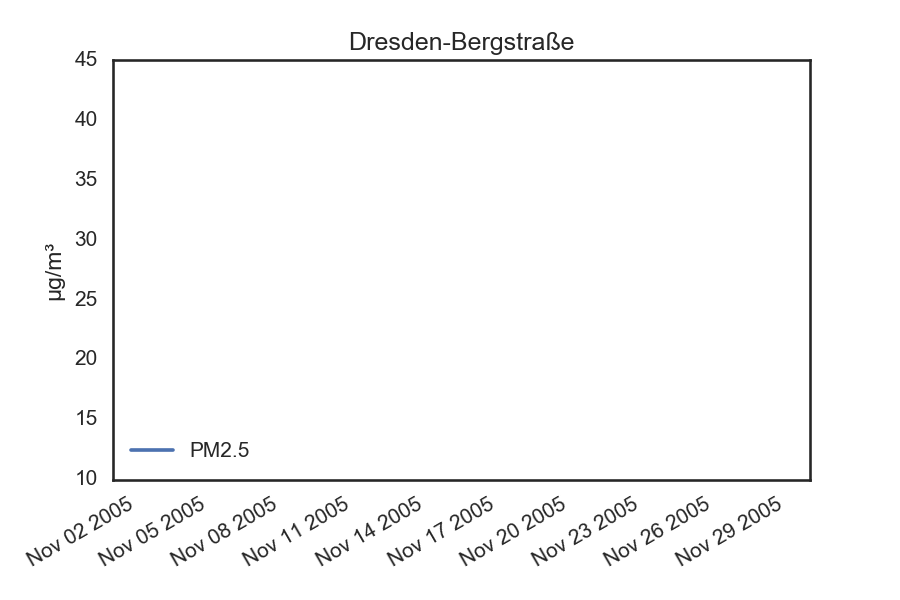 Dresden-Bergstraße
45
40
35
30
25
20
15
10
µg/m³
PM2.5
Nov 02 2005
Nov 05 2005
Nov 08 2005
Nov 11 2005
Nov 14 2005
Nov 17 2005
Nov 20 2005
Nov 23 2005
Nov 26 2005
Nov 29 2005